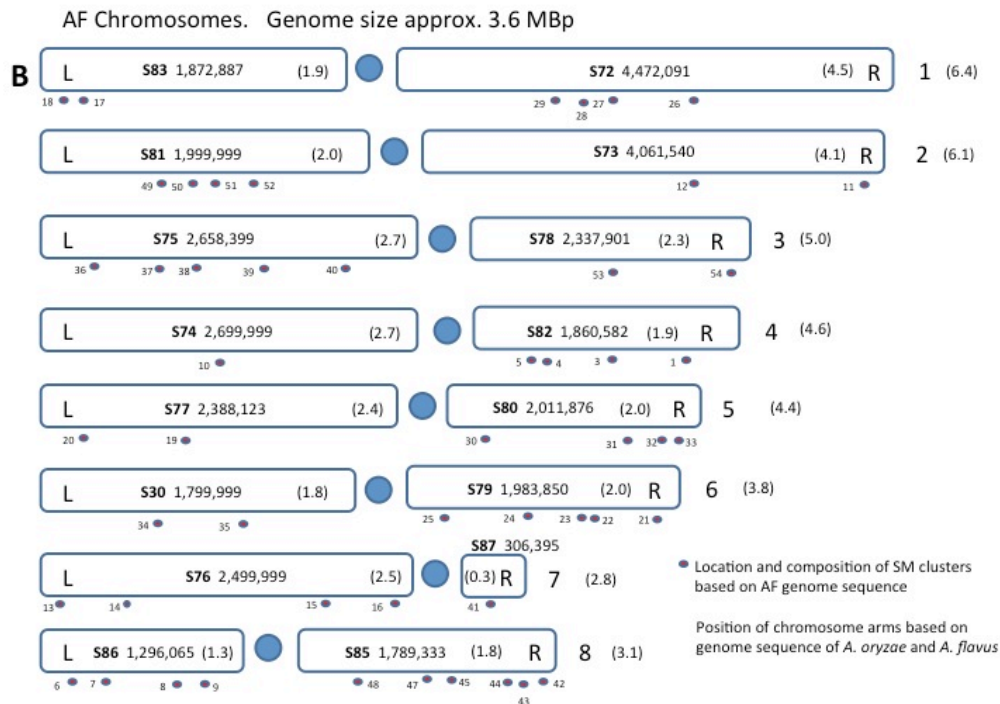 AF Chromosomes. Genome size approx. 3.6 MBp
B
L S83 1,872,887 (1.9) S72 4,472,091 (4.5) R 1 (6.4)
18 17 29 28 27 26
L S81 1,999,999 (2.0) S73 4,061,540 (4.1) R 2 (6.1)
49 50 51 52 12 11
L S75 2,658,399 (2.7) S78 2,337,901 (2.3) R 3 (5.0)
36 37 38 39 40 53 54
L S74 2,699,999 (2.7) S82 1,860,582 (1.9) R 4 (4.6)
10 5 4 3 1
L S77 2,388,123 (2.4) S80 2,011,876 (2.0) R 5 (4.4)
20 19 30 31 32 33
L S30 1,799,999 (1.8) S79 1,983,850 (2.0) R 6 (3.8)
34 35 25 24 23 22 21
S87 306,395
L S76 2,499,999 (2.5) (0.3) R 7 (2.8)
13 14 15 16 41
Location and composition of SM clusters
based on AF genome sequence
Position of chromosome arms based on
genome sequence of A. oryzae and A. flavus
L S86 1,296,065 (1.3) S85 1,789,333 (1.8) R 8 (3.1)
6 7 8 9 48 47 45 44 43 42